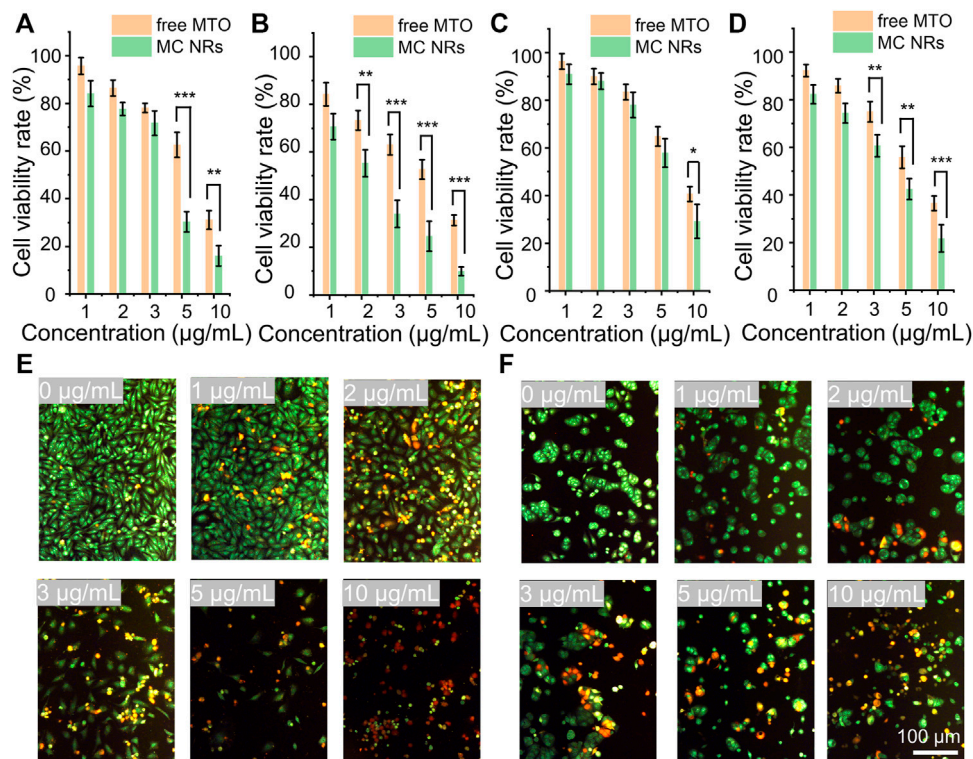 A
free MTO
MC NRs
Cell viability rate (%)
100
80
60
40
20
0
***
**
1 2 3 5 10
Concentration (μg/mL)
B
free MTO
MC NRs
Cell viability rate (%)
100
80
60
40
20
0
**
***
***
***
1 2 3 5 10
(μg/mL)
C
free MTO
MC NRs
Cell viability rate (%)
100
80
60
40
20
0
*
1 2 3 5 10
Concentration (μg/mL)
D
free MTO
MC NRs
Cell viability rate (%)
100
80
60
40
20
0
**
**
***
1 2 3 5 10
(μg/mL)
E
0 μg/mL
1 μg/mL
2 μg/mL
3 μg/mL
5 μg/mL
10 μg/mL
F
0 μg/mL
1 μg/mL
2 μg/mL
3 μg/mL
5 μg/mL
10 μg/mL
100 μm